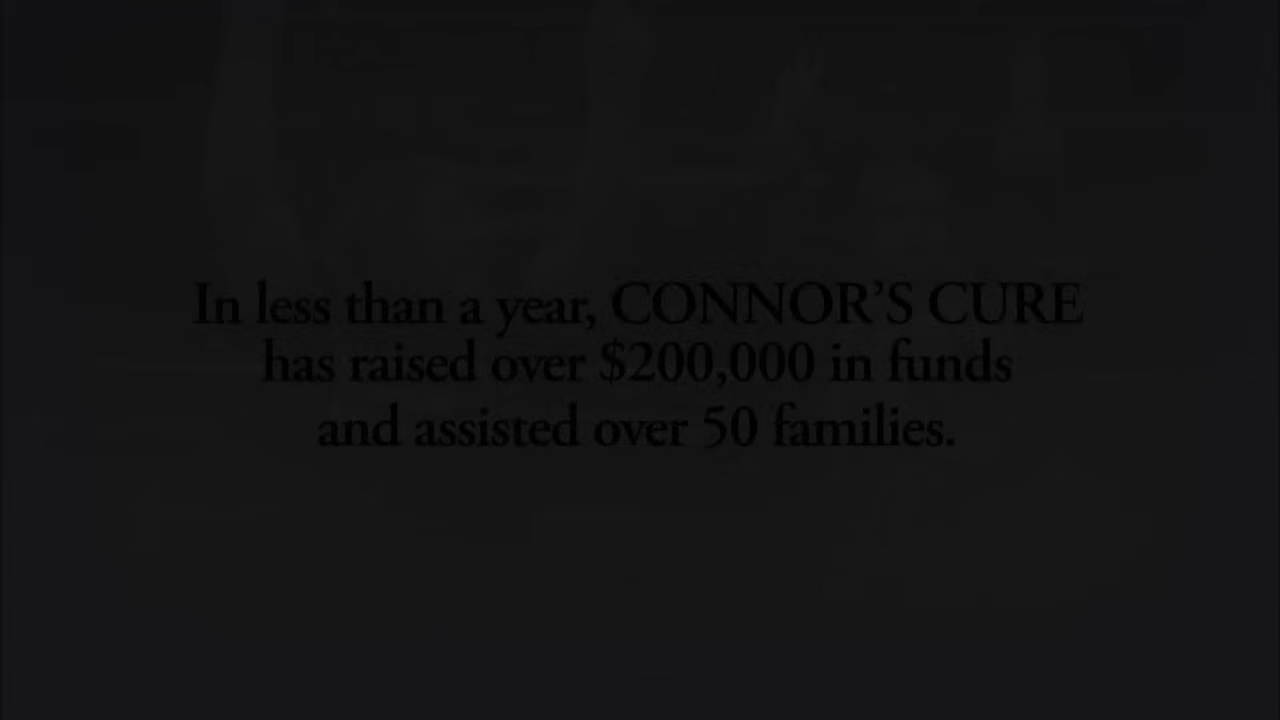 In less than a year, CONNOR'S CURE
has raised over $200,000 in funds
and assisted over 50 families.